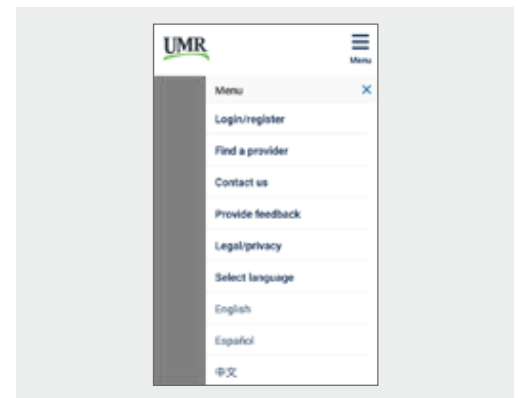 UMR
Menu
Menu
Login/register
Find a provider
Contact us
Provide feedback
Legal/privacy
Select language
English
Español
中文